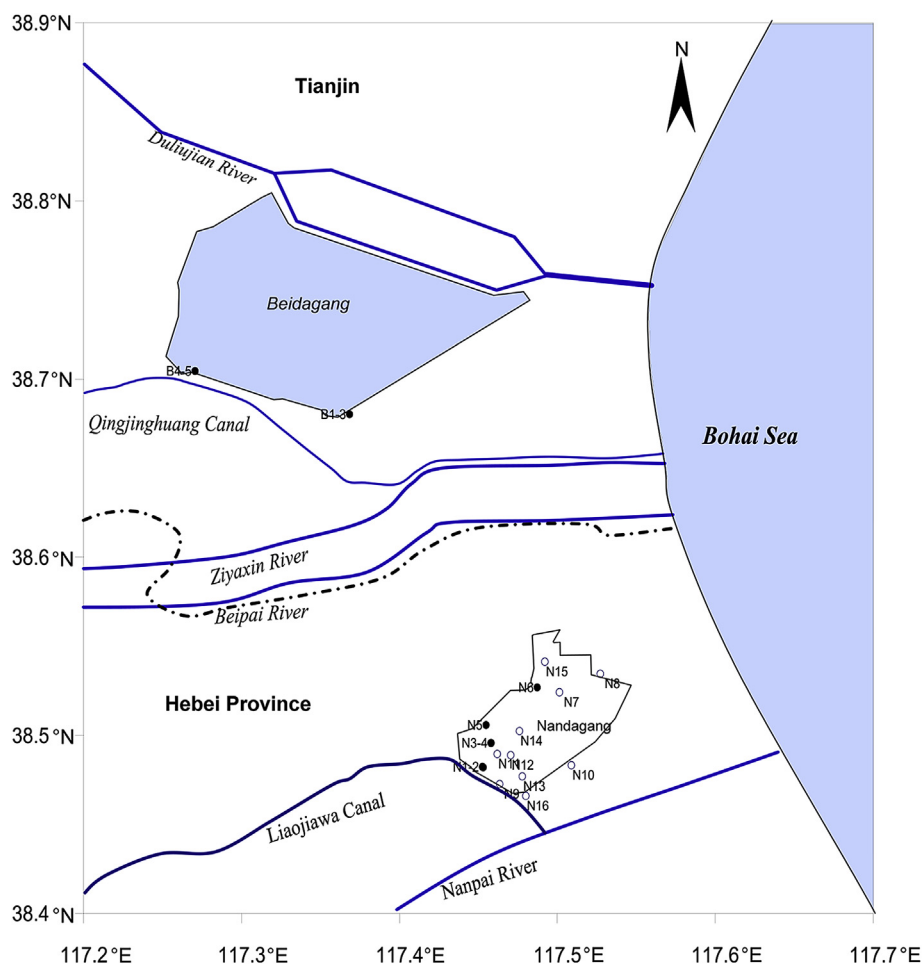 38.9°N
N
Tianjin
Duliujian River
38.8°N
Beidagang
B4-5
38.7°N
B1-3
Qingjinghuang Canal
Bohai Sea
38.6°N
Ziyaxin River
Beipai River
N15
N8
N6
N7
Hebei Province
N5
Nandagang
38.5°N
N3-4
N14
N11
N12
N1-2
N10
N13
N9
N16
Liaojiawa Canal
Nanpai River
38.4°N
117.2°E
117.3°E
117.4°E
117.5°E
117.6°E
117.7°E